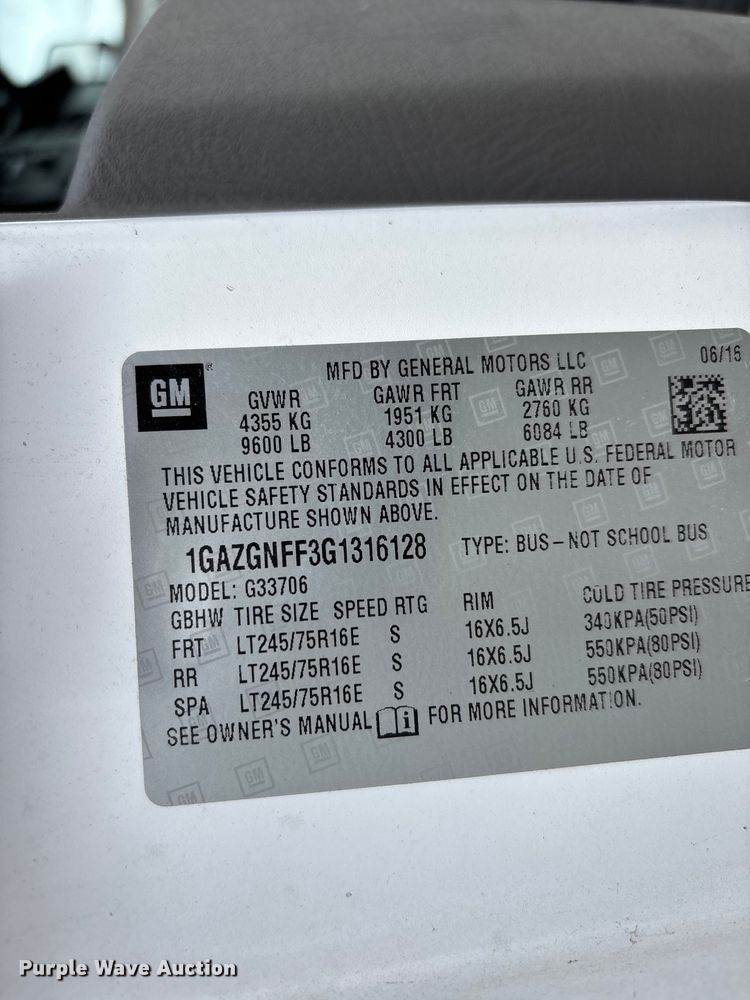 GM
MFD BY GENERAL MOTORS LLC
06/16
GVWR GAWR FRT GAWR RR
4355 KG 1951 KG 2760 KG
9600 LB 4300 LB 6084 LB
THIS VEHICLE CONFORMS TO ALL APPLICABLE U.S. FEDERAL MOTOR
VEHICLE SAFETY STANDARDS IN EFFECT ON THE DATE OF
MANUFACTURE SHOWN ABOVE.
1GAZGNFF3G1316128 TYPE: BUS – NOT SCHOOL BUS
MODEL: G33706
GBHW TIRE SIZE SPEED RTG RIM COLD TIRE PRESSURE
FRT LT245/75R16E S 16X6.5J 340KPA(50PSI)
RR LT245/75R16E S 16X6.5J 550KPA(80PSI)
SPA LT245/75R16E S 16X6.5J 550KPA(80PSI)
SEE OWNER'S MANUAL FOR MORE INFORMATION.
Purple Wave Auction